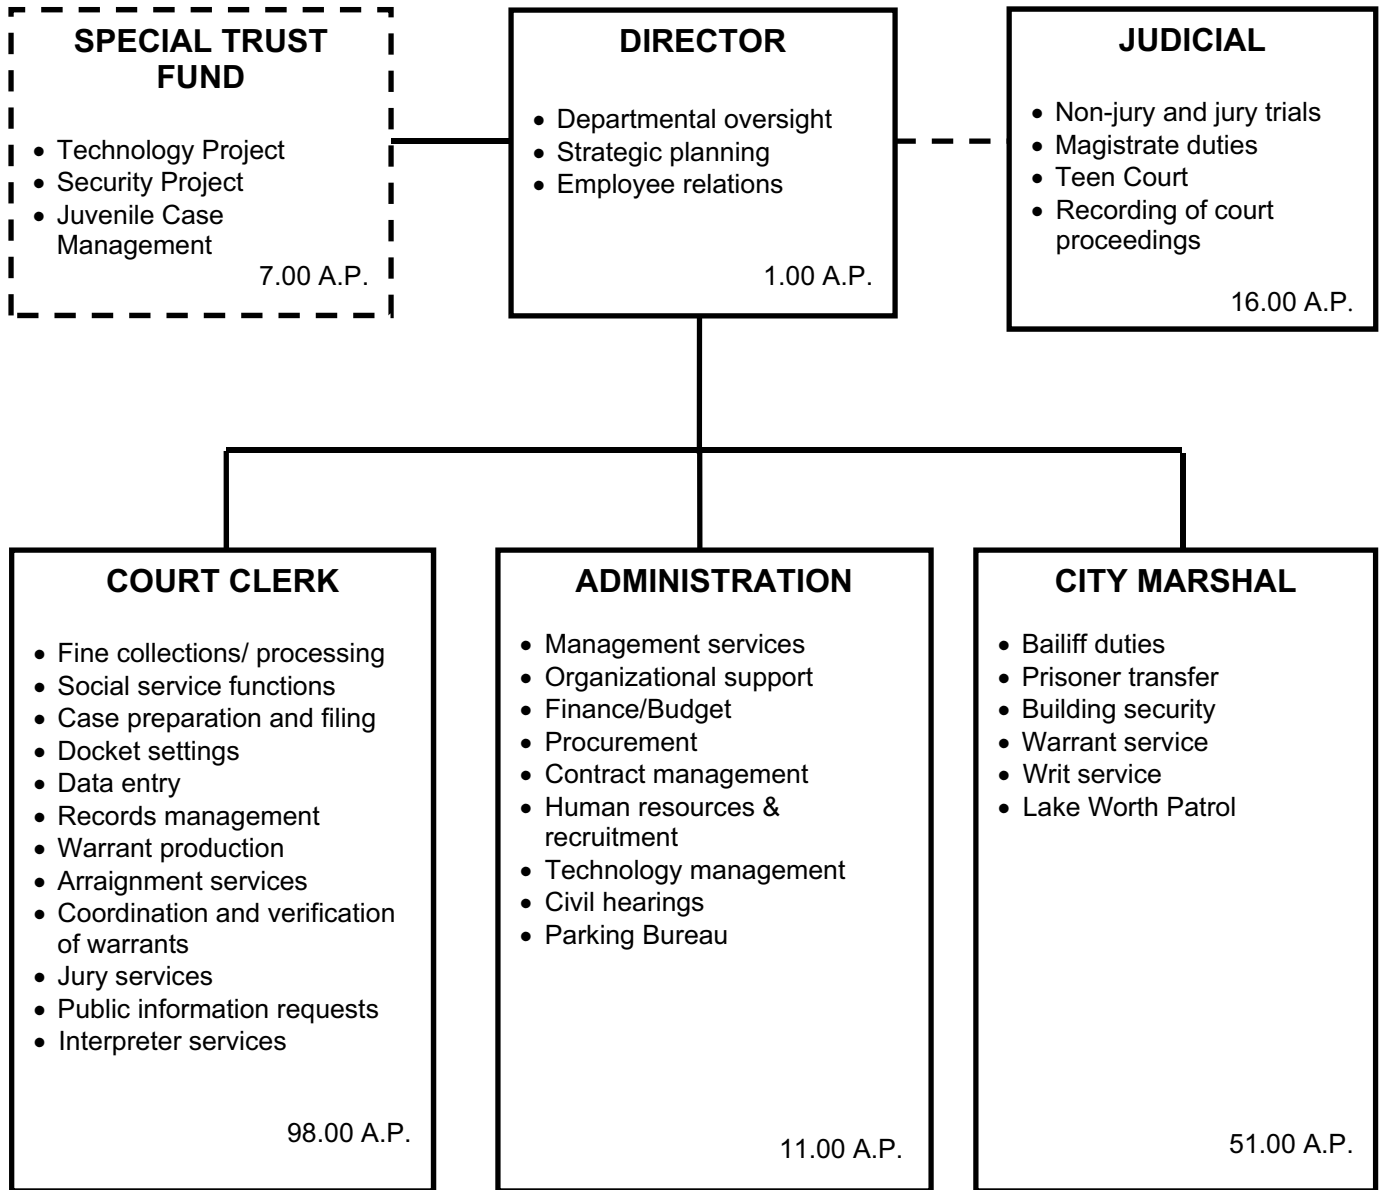 SPECIAL TRUST
FUND
• Technology Project
• Security Project
• Juvenile Case
Management
7.00 A.P.
DIRECTOR
• Departmental oversight
• Strategic planning
• Employee relations
1.00 A.P.
JUDICIAL
• Non-jury and jury trials
• Magistrate duties
• Teen Court
• Recording of court
proceedings
16.00 A.P.
COURT CLERK
• Fine collections/ processing
• Social service functions
• Case preparation and filing
• Docket settings
• Data entry
• Records management
• Warrant production
• Arraignment services
• Coordination and verification
of warrants
• Jury services
• Public information requests
• Interpreter services
98.00 A.P.
ADMINISTRATION
• Management services
• Organizational support
• Finance/Budget
• Procurement
• Contract management
• Human resources &
recruitment
• Technology management
• Civil hearings
• Parking Bureau
11.00 A.P.
CITY MARSHAL
• Bailiff duties
• Prisoner transfer
• Building security
• Warrant service
• Writ service
• Lake Worth Patrol
51.00 A.P.